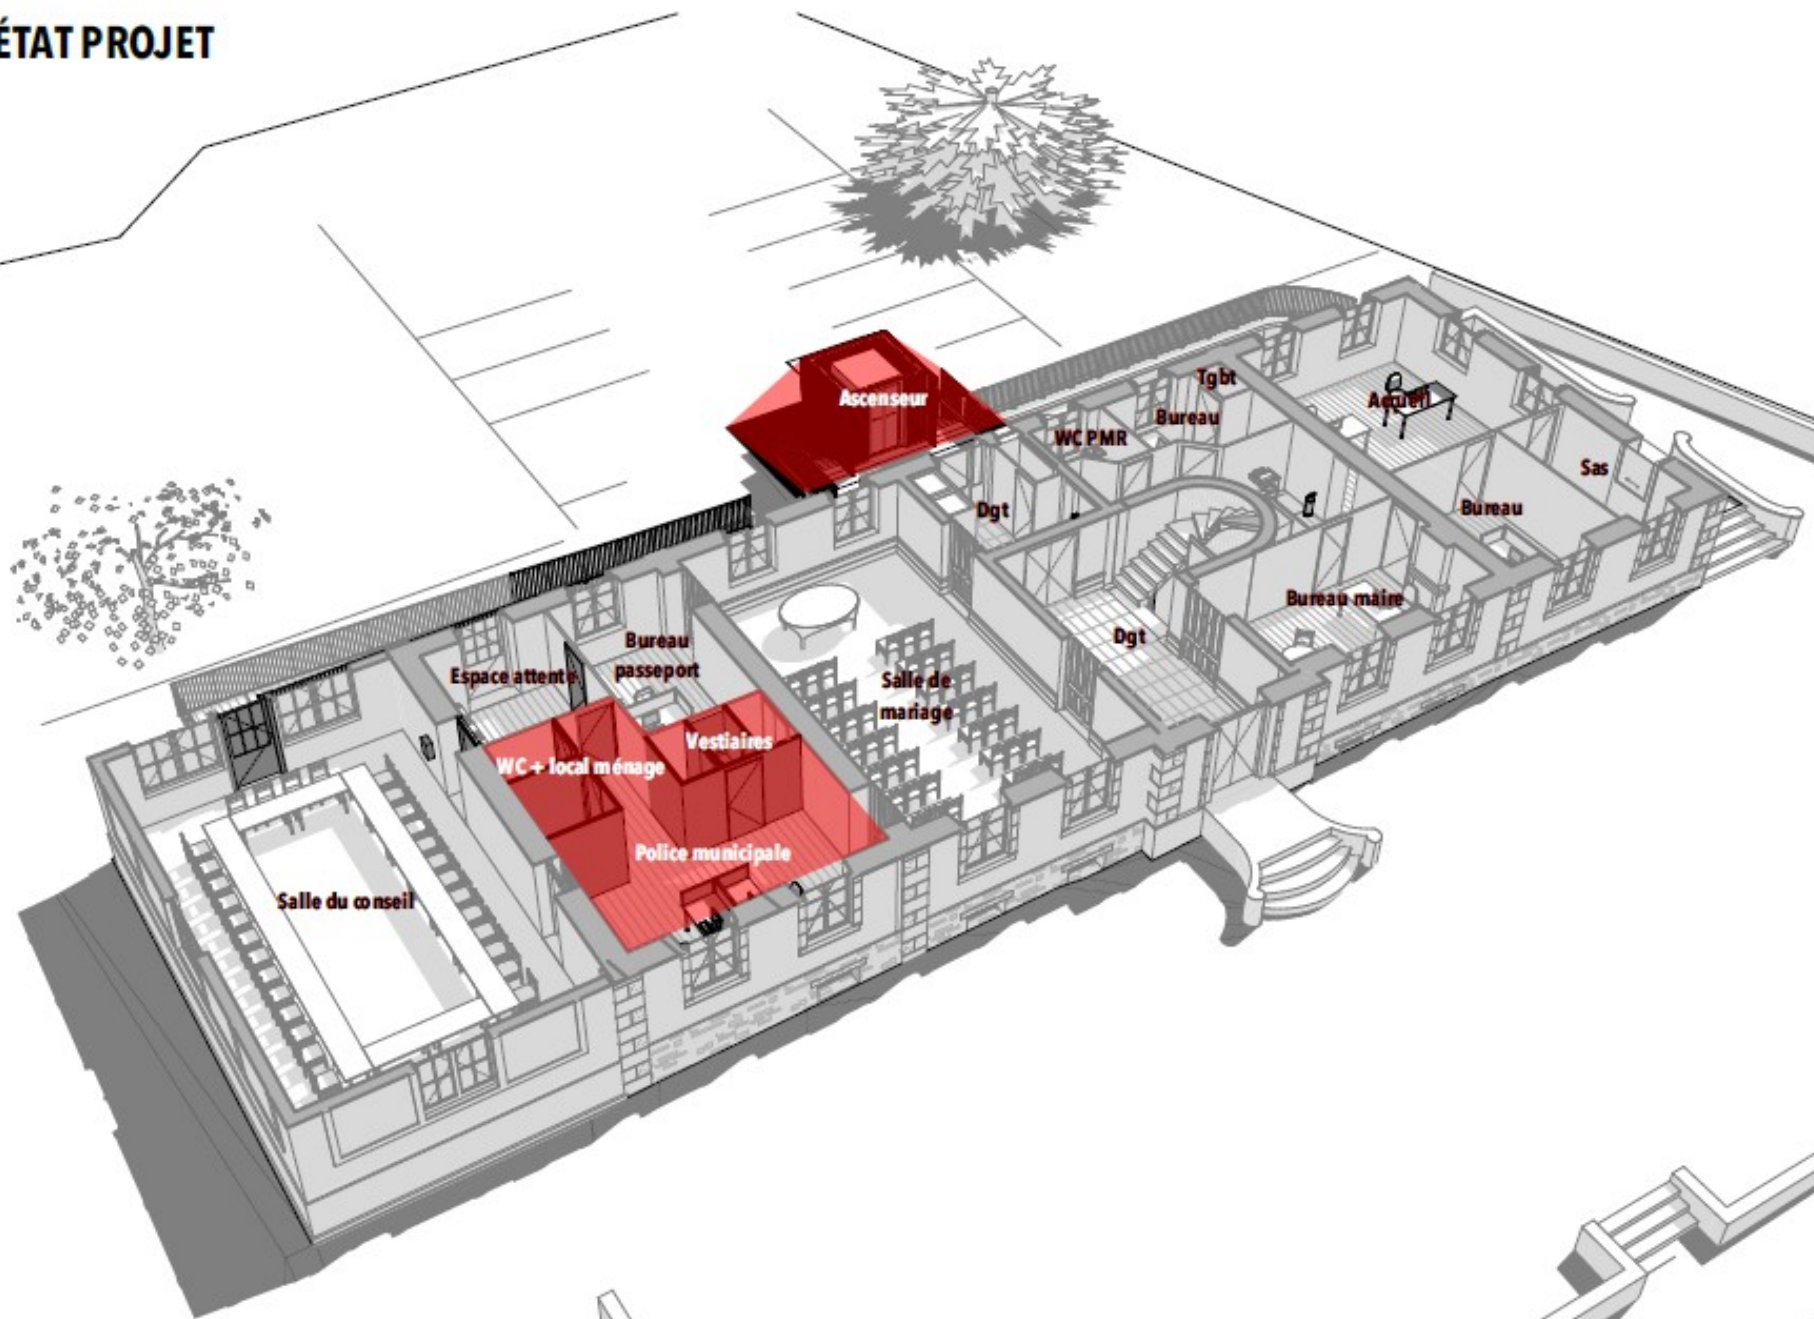 ÉTAT PROJET
Ascenseur
Tgbt
Accueil
Bureau
WC PMR
Sas
Dgt
Bureau
Bureau maire
Dgt
Bureau
passeport
Espace attente
Salle de
mariage
Vestiaires
WC + local ménage
Police municipale
Salle du conseil